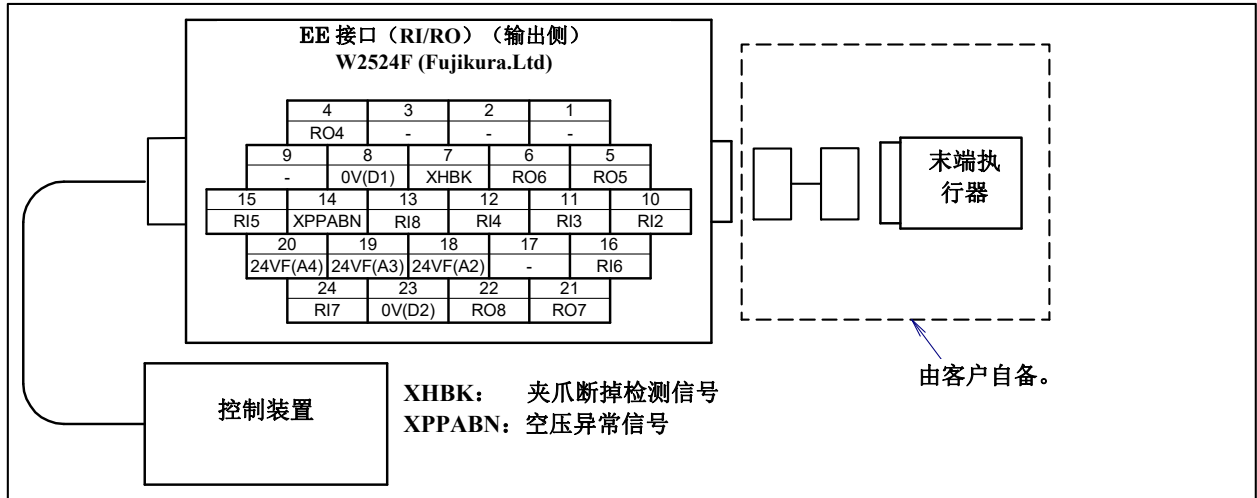 EE 接口（RI/RO）（输出侧）
W2524F (Fujikura.Ltd)
4 3 2 1
RO4 - - -
9 8 7 6 5
- 0V(D1) XHBK RO6 RO5
15 14 13 12 11 10
RI5 XPPABN RI8 RI4 RI3 RI2
20 19 18 17 16
24VF(A4) 24VF(A3) 24VF(A2) - RI6
24 23 22 21
RI7 0V(D2) RO8 RO7
末端执
行器
由客户自备。
控制装置
XHBK： 夹爪断掉检测信号
XPPABN：空压异常信号